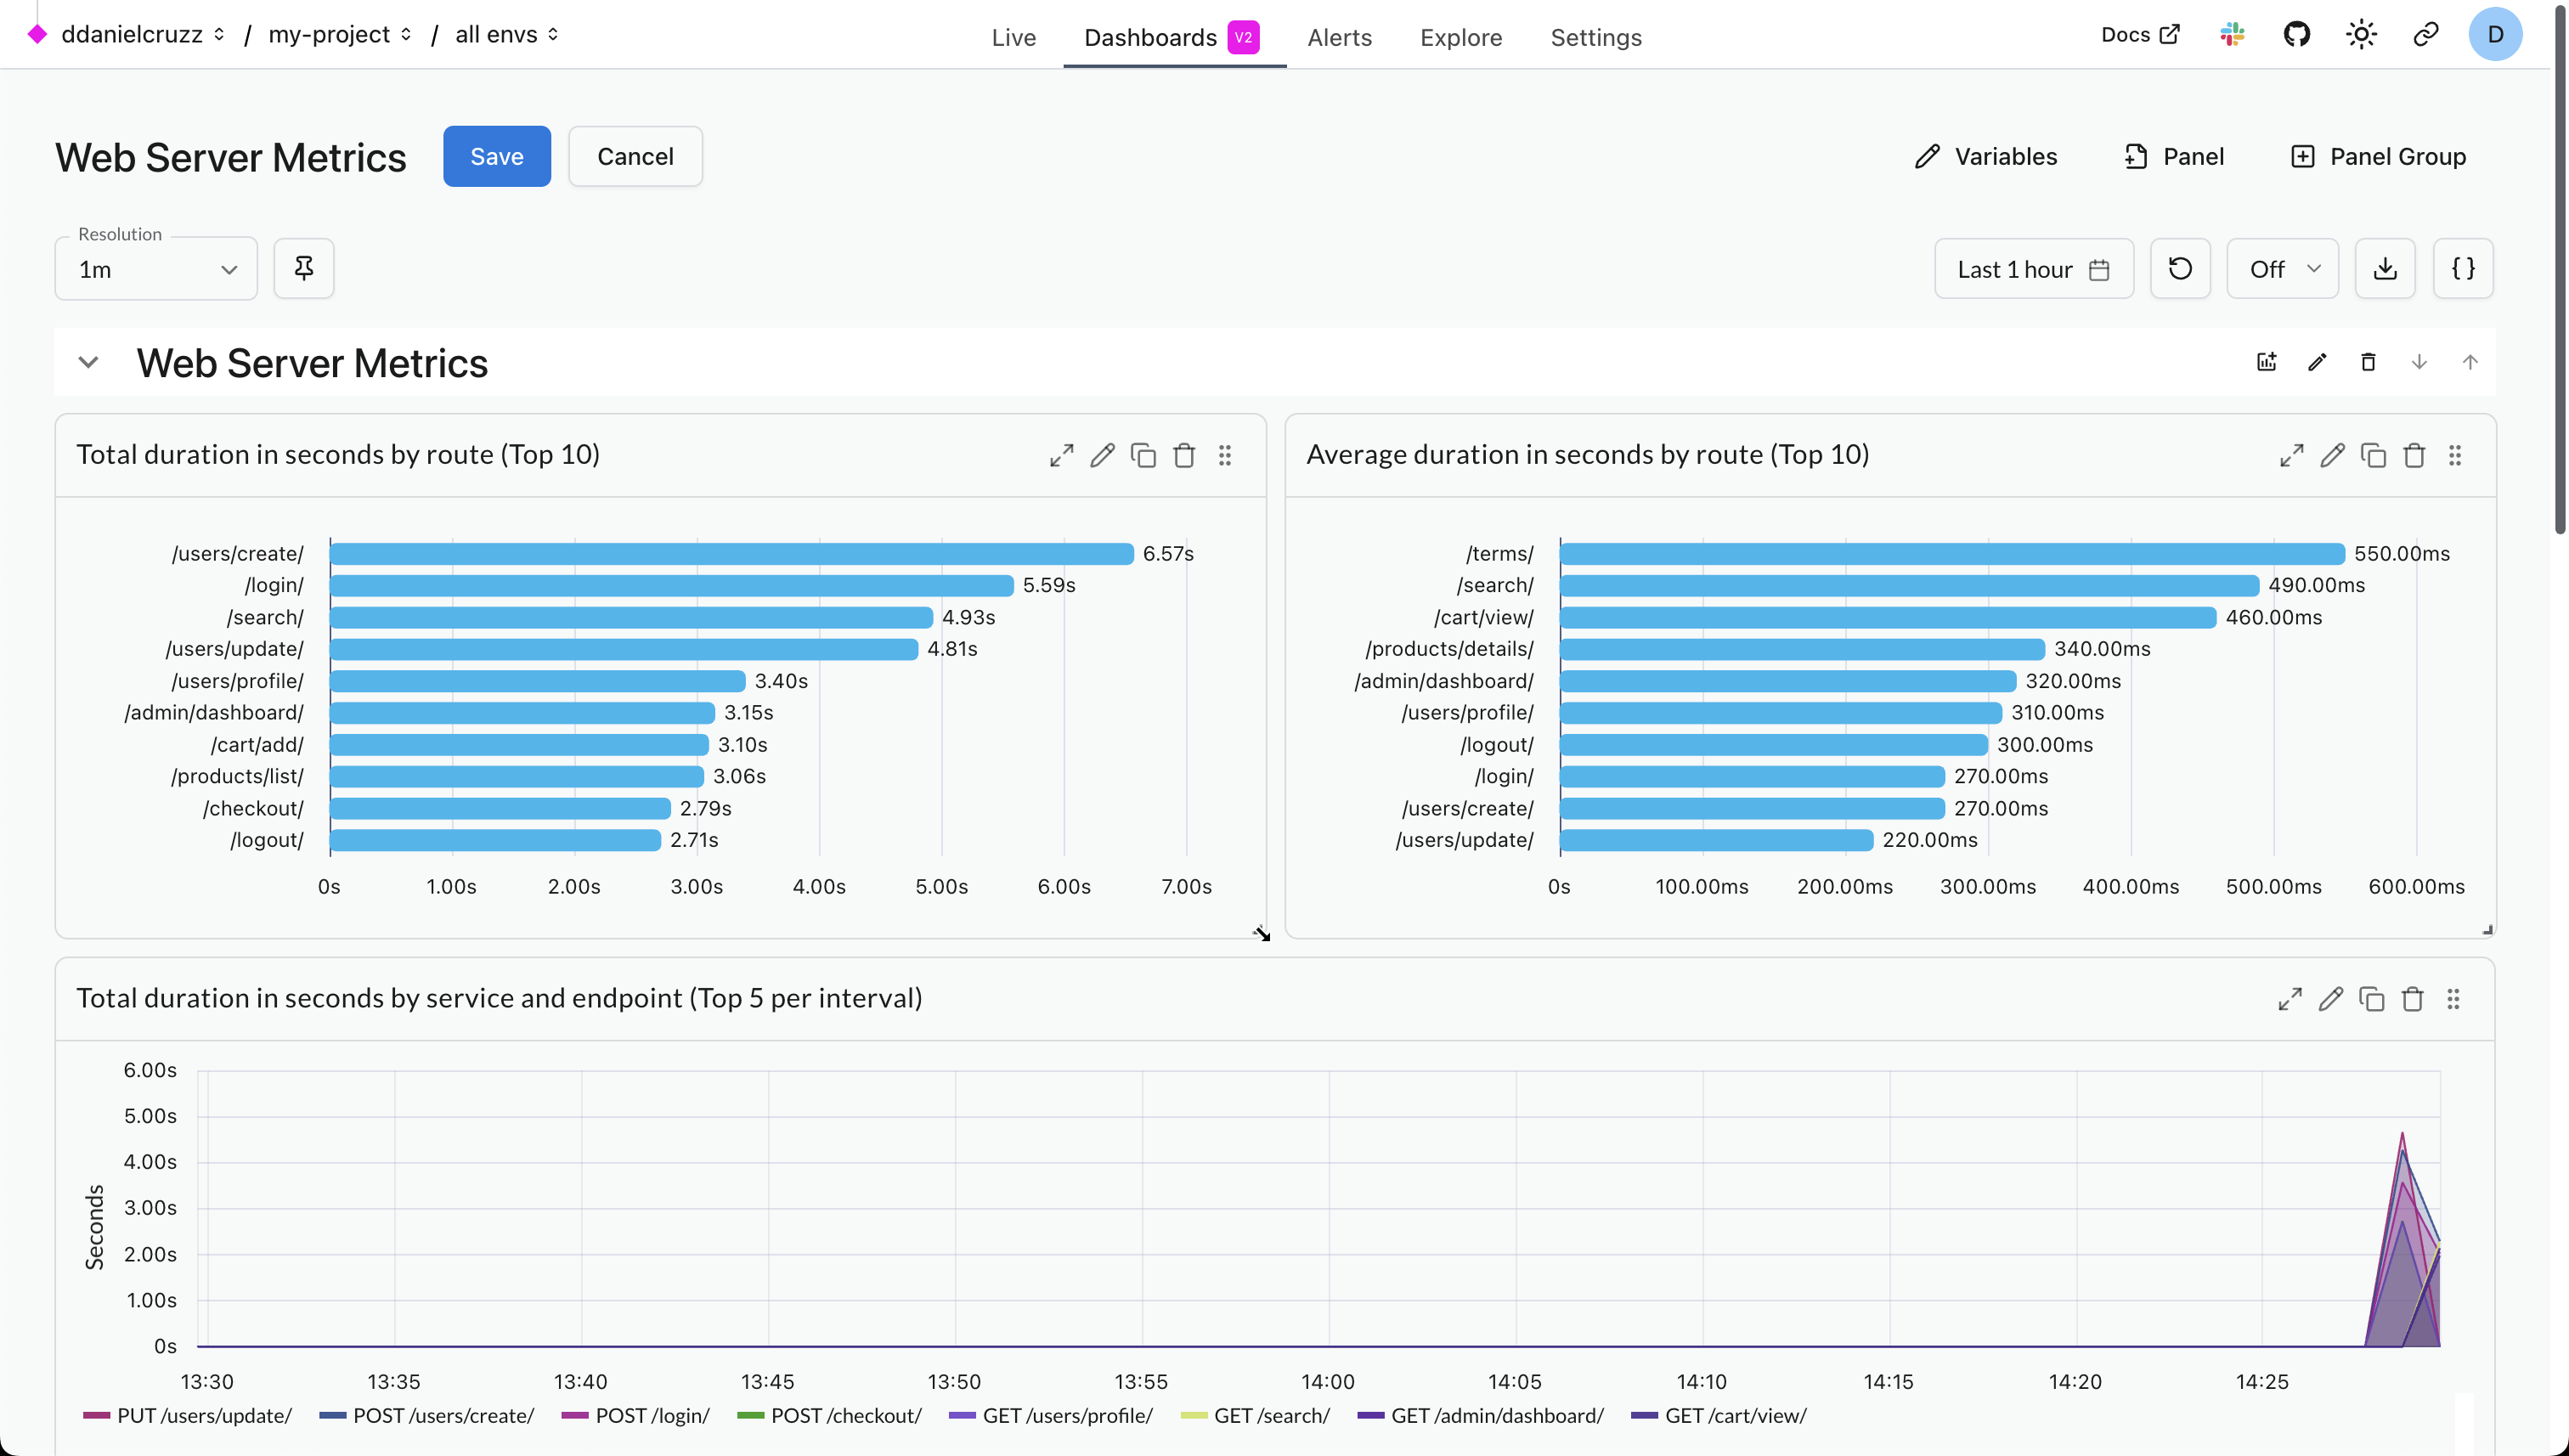 ddanielcruzz / my-project / all envs Live Dashboards V2 Alerts Explore Settings Docs D
Web Server Metrics Save Cancel Variables Panel Panel Group
Resolution
1m Last 1 hour Off
Web Server Metrics
Total duration in seconds by route (Top 10)
/users/create/ 6.57s
/login/ 5.59s
/search/ 4.93s
/users/update/ 4.81s
/users/profile/ 3.40s
/admin/dashboard/ 3.15s
/cart/add/ 3.10s
/products/list/ 3.06s
/checkout/ 2.79s
/logout/ 2.71s
0s 1.00s 2.00s 3.00s 4.00s 5.00s 6.00s 7.00s
Average duration in seconds by route (Top 10)
/terms/ 550.00ms
/search/ 490.00ms
/cart/view/ 460.00ms
/products/details/ 340.00ms
/admin/dashboard/ 320.00ms
/users/profile/ 310.00ms
/logout/ 300.00ms
/login/ 270.00ms
/users/create/ 270.00ms
/users/update/ 220.00ms
0s 100.00ms 200.00ms 300.00ms 400.00ms 500.00ms 600.00ms
Total duration in seconds by service and endpoint (Top 5 per interval)
Seconds
6.00s
5.00s
4.00s
3.00s
2.00s
1.00s
0s
13:30 13:35 13:40 13:45 13:50 13:55 14:00 14:05 14:10 14:15 14:20 14:25
PUT /users/update/ POST /users/create/ POST /login/ POST /checkout/ GET /users/profile/ GET /search/ GET /admin/dashboard/ GET /cart/view/